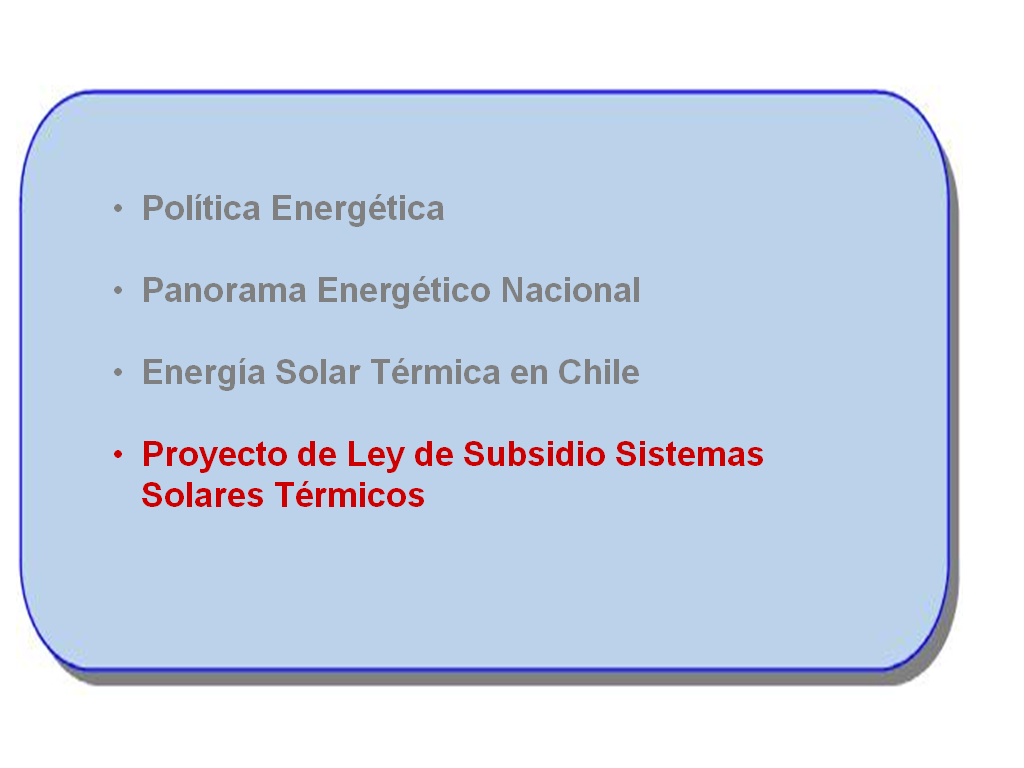 • Política Energética
• Panorama Energético Nacional
• Energía Solar Térmica en Chile
• Proyecto de Ley de Subsidio Sistemas
Solares Térmicos